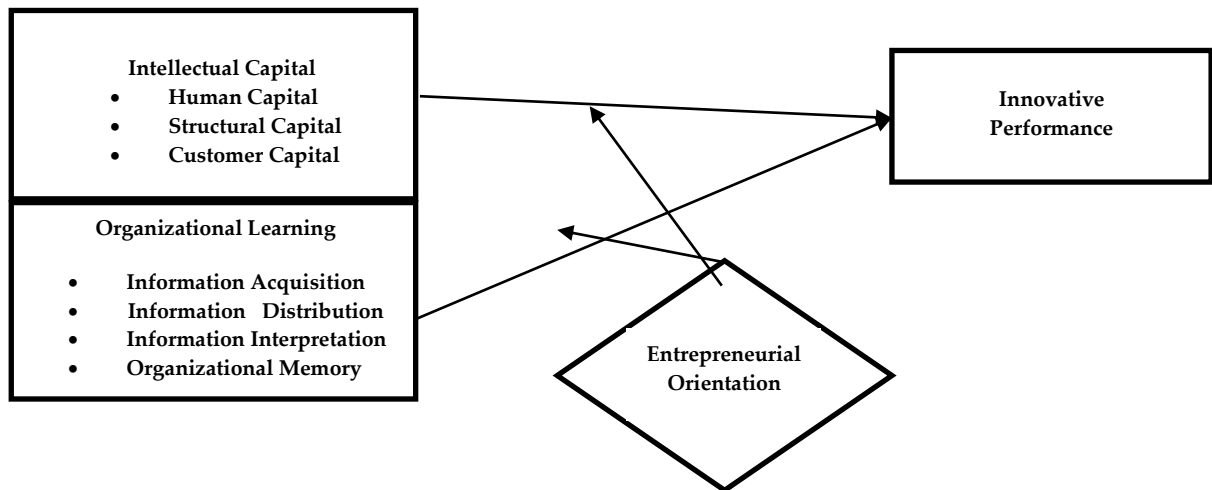 Intellectual Capital
• Human Capital
• Structural Capital
• Customer Capital
Organizational Learning
• Information Acquisition
• Information Distribution
• Information Interpretation
• Organizational Memory
Innovative
Performance
Entrepreneurial
Orientation